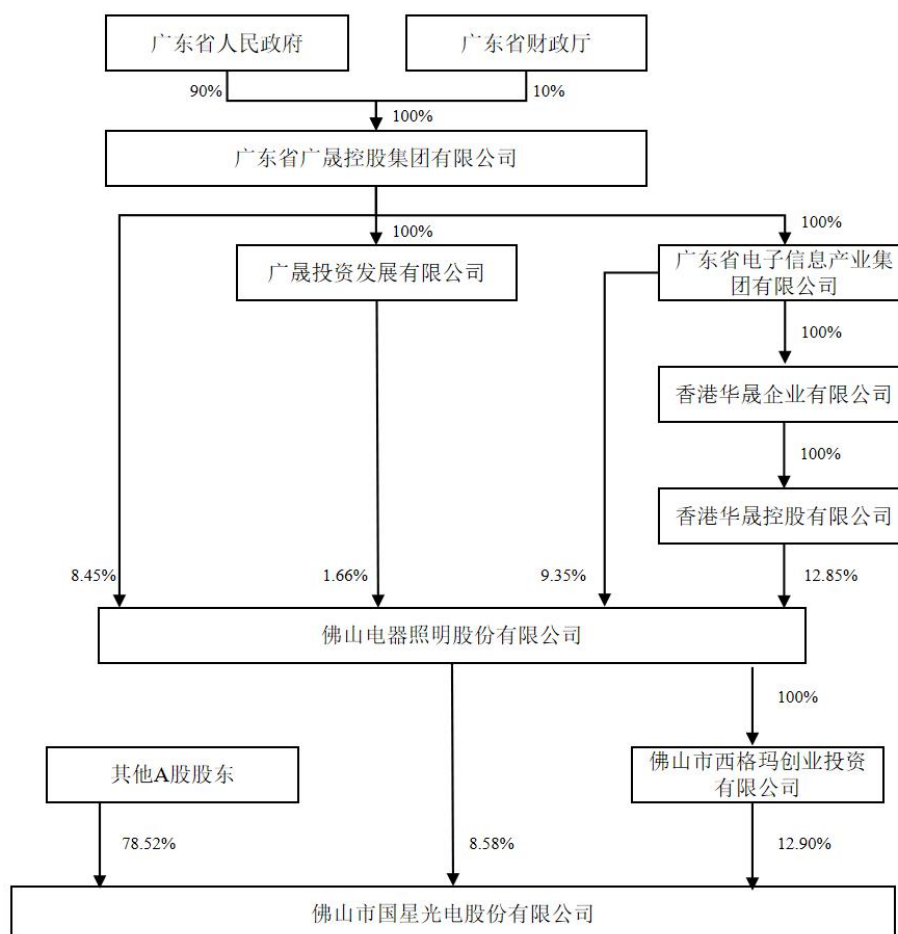 广东省人民政府
广东省财政厅
90%
10%
100%
广东省广晟控股集团有限公司
100%
100%
广晟投资发展有限公司
广东省电子信息产业集
团有限公司
100%
香港华晟企业有限公司
100%
香港华晟控股有限公司
8.45%
1.66%
9.35%
12.85%
佛山电器照明股份有限公司
100%
其他A股股东
佛山市西格玛创业投资
有限公司
78.52%
8.58%
12.90%
佛山市国星光电股份有限公司